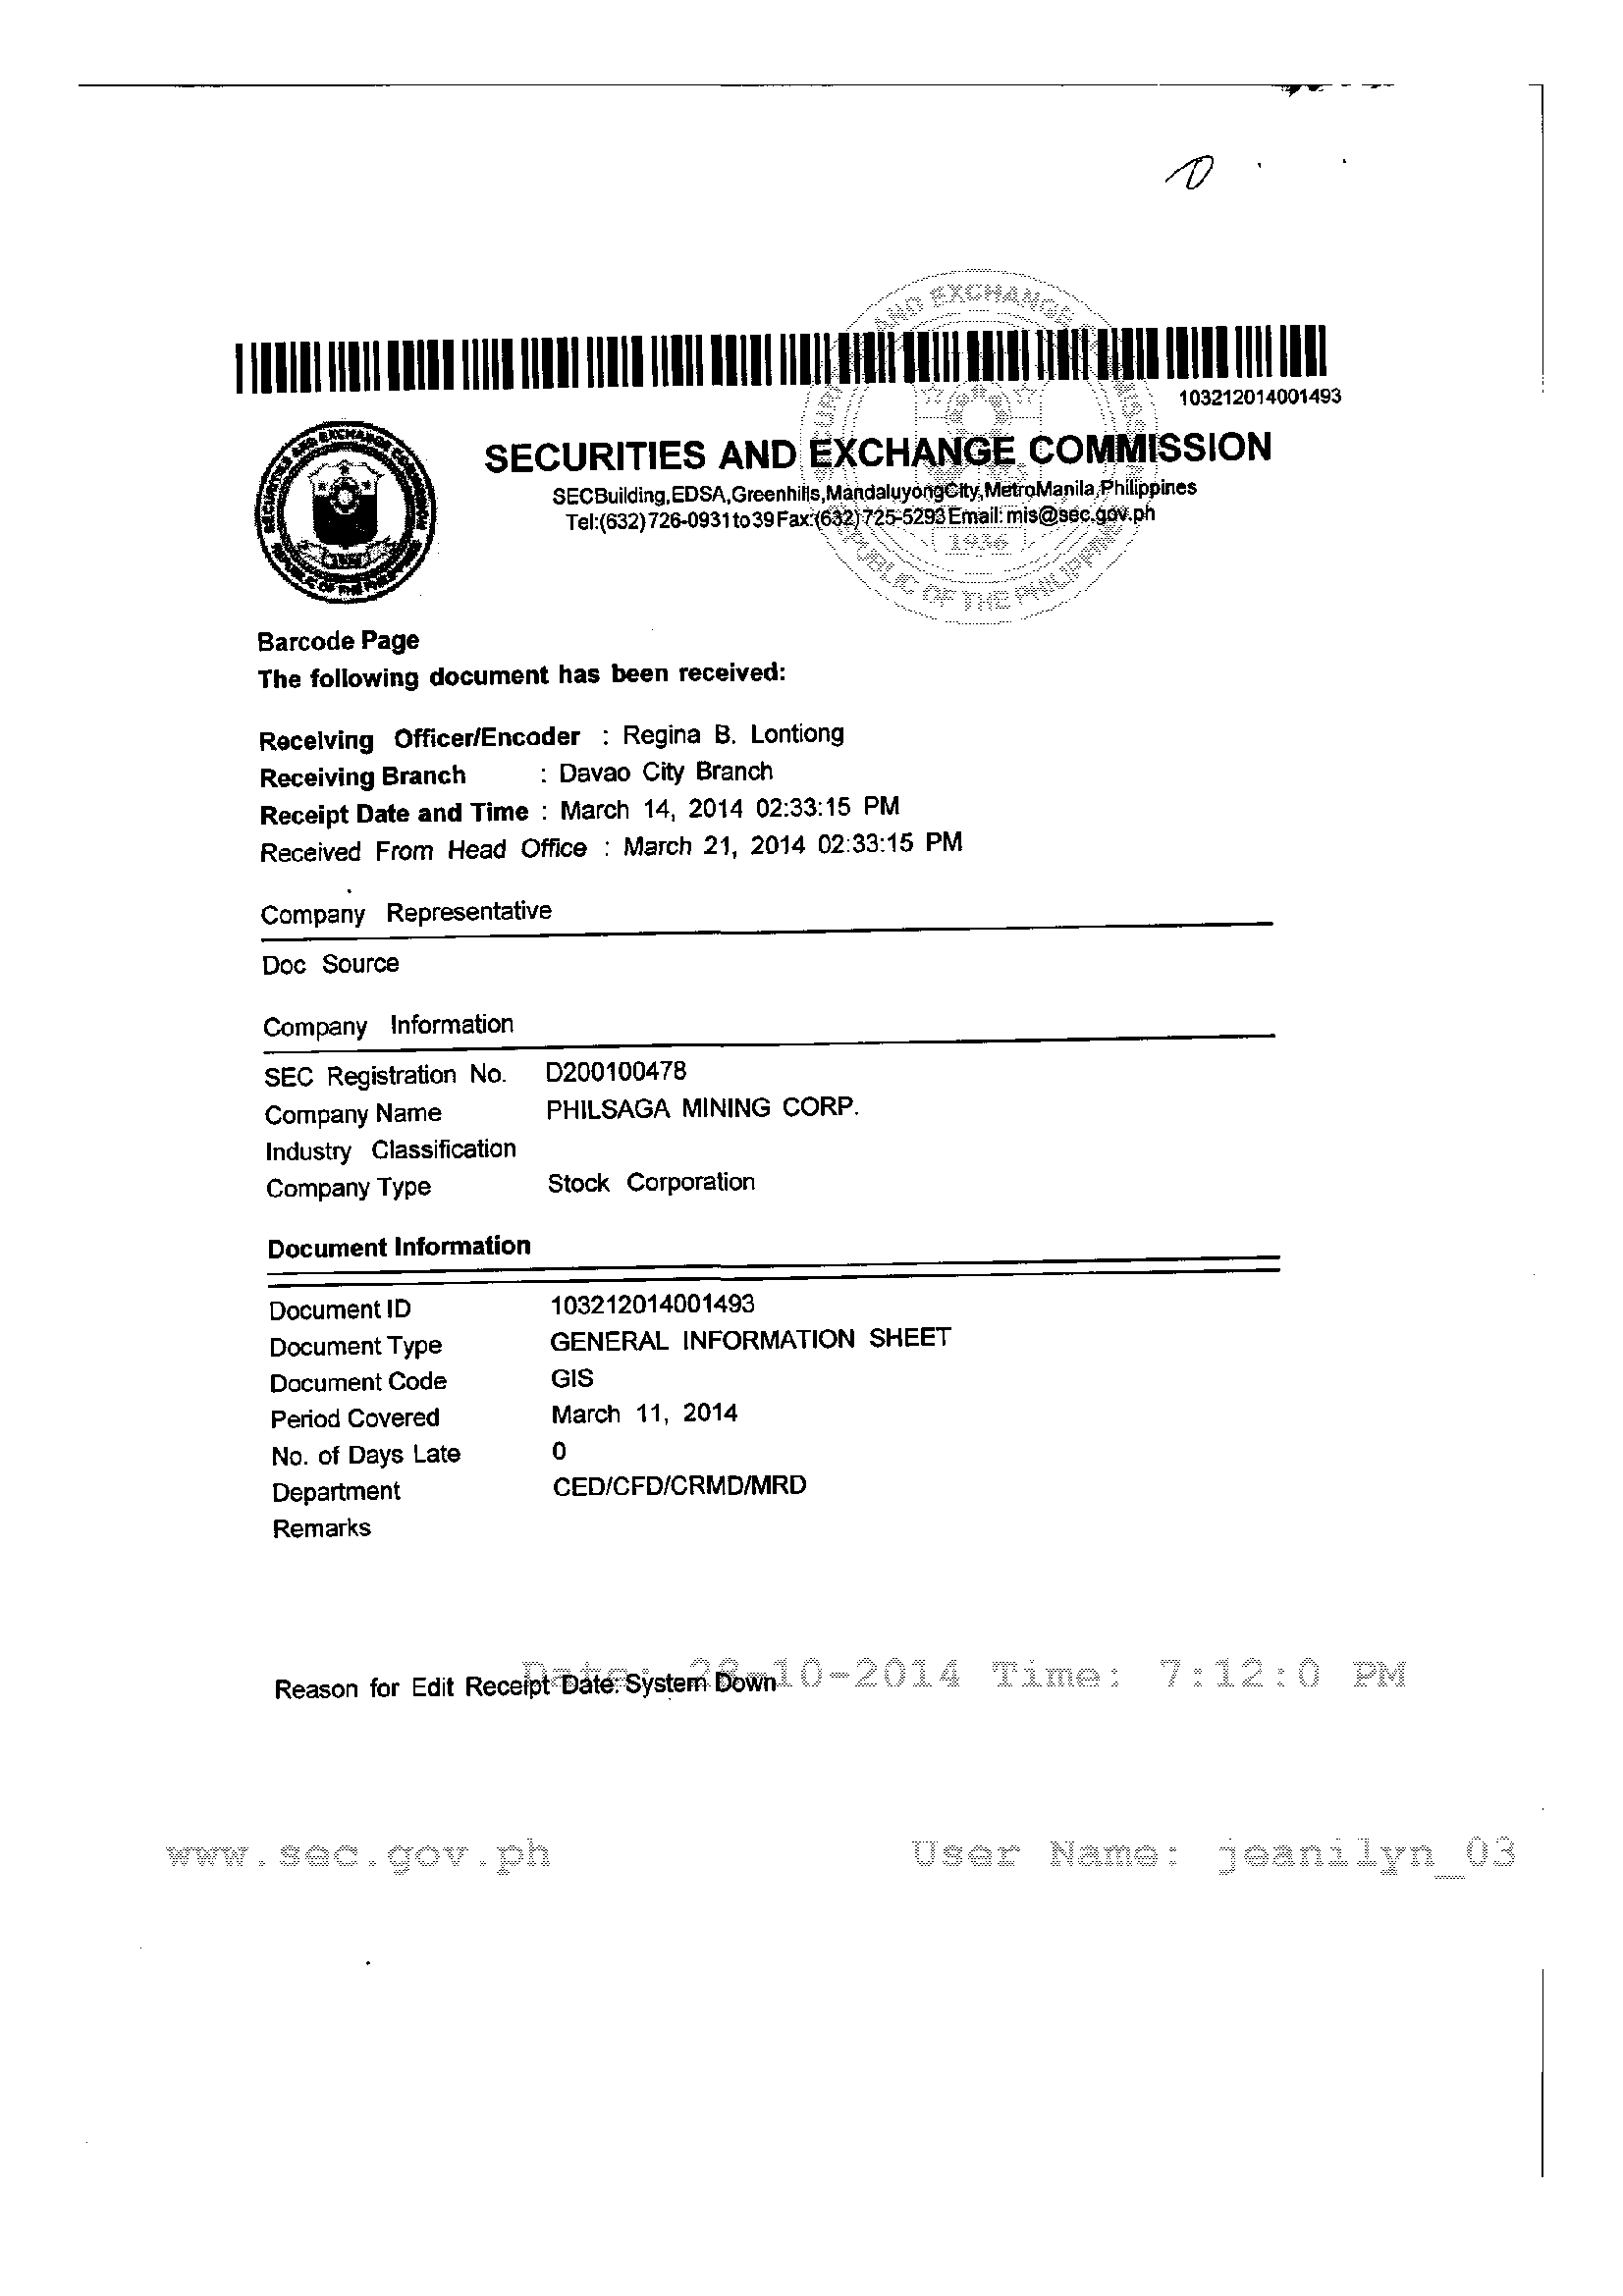 103212014001493
SECURITIES AND EXCHANGE COMMISSION
SECBuilding,EDSA,Greenhills,MandaluyongCity,MetroManila,Philippines
Tel:(632)726-0931to39Fax:(632)725-5293Email:mis@sec.gov.ph
1936
Barcode Page
The following document has been received:
Receiving Officer/Encoder : Regina B. Lontiong
Receiving Branch : Davao City Branch
Receipt Date and Time : March 14, 2014 02:33:15 PM
Received From Head Office : March 21, 2014 02:33:15 PM
Company Representative
Doc Source
Company Information
SEC Registration No. D200100478
Company Name PHILSAGA MINING CORP.
Industry Classification
Company Type Stock Corporation
Document Information
Document ID 103212014001493
Document Type GENERAL INFORMATION SHEET
Document Code GIS
Period Covered March 11, 2014
No. of Days Late 0
Department CED/CFD/CRMD/MRD
Remarks
Date: 28-10-2014 Time: 7:12:0 PM
Reason for Edit Receipt Date: System Down
www.sec.gov.ph User Name: jeanilyn_03